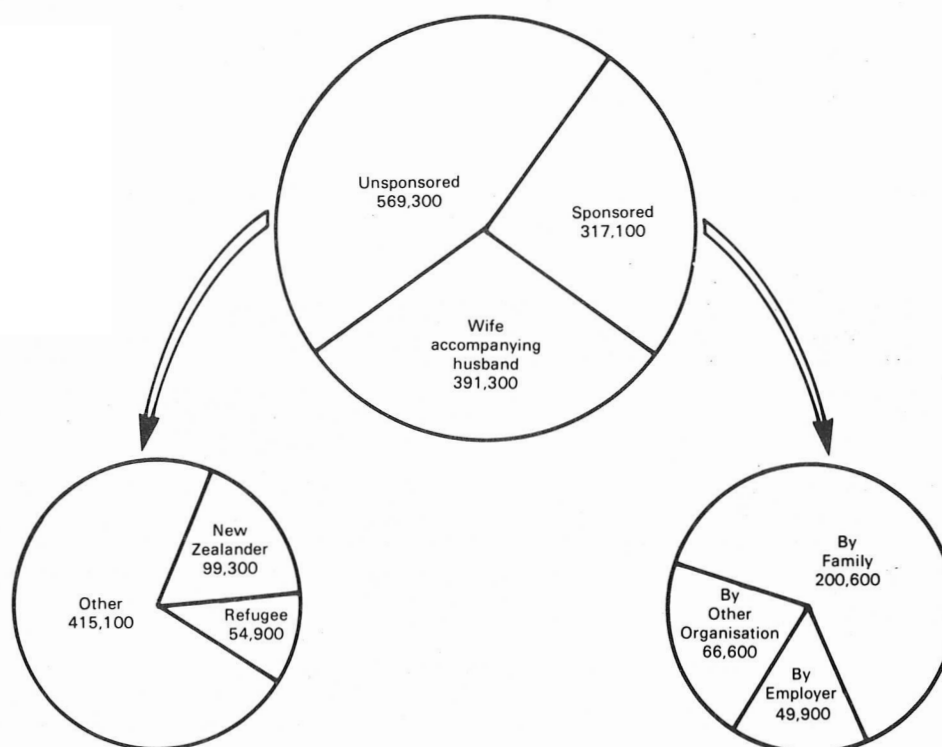 Unsponsored
569,300
Sponsored
317,100
Wife
accompanying
husband
391,300
Other
415,100
New
Zealander
99,300
Refugee
54,900
By
Family
200,600
By
Other
Organisation
66,600
By
Employer
49,900